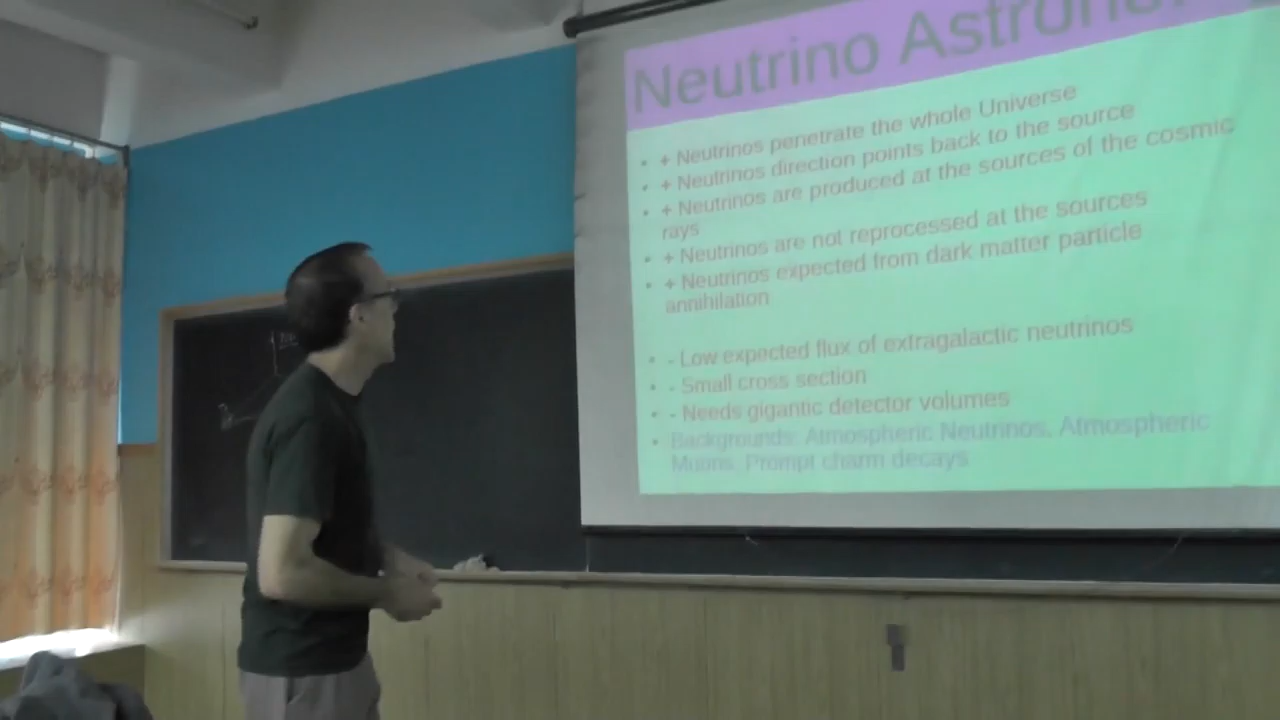 Neutrino Astrono
• + Neutrinos penetrate the whole Universe
• + Neutrinos direction points back to the source
• + Neutrinos are produced at the sources of the cosmic
rays
• + Neutrinos are not reprocessed at the sources
• + Neutrinos expected from dark matter particle
annihilation
• - Low expected flux of extragalactic neutrinos
• - Small cross section
• - Needs gigantic detector volumes
• Backgrounds: Atmospheric Neutrinos, Atmospheric
Muons, Prompt charm decays